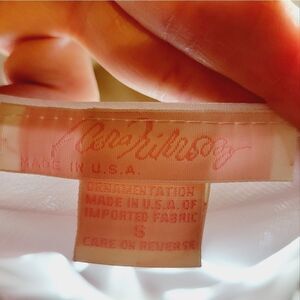 MADE IN U.S.A.
ORNAMENTATION
MADE IN U.S.A. OF
IMPORTED FABRIC
S
CARE ON REVERSE